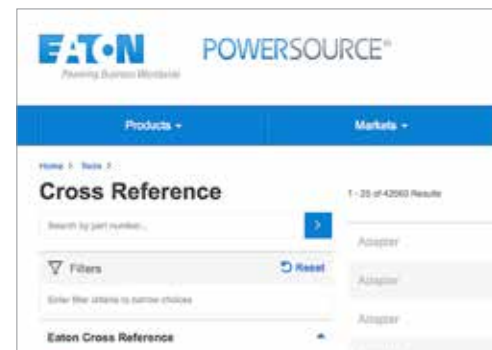 EATON
Powering Business Worldwide
POWERSOURCE®
Products
Markets
Home > Tools >
Cross Reference
1 - 25 of 42060 Results
Search by part number...
Adapter
Filters
Reset
Adapter
Enter filter criteria to narrow choices
Adapter
Eaton Cross Reference